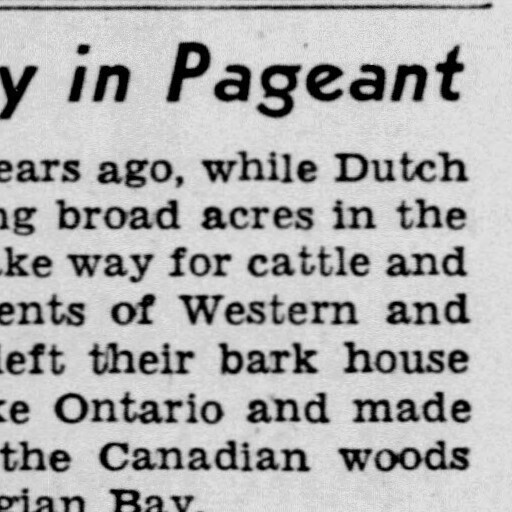 y in Pageant
ears ago, while Dutch
ng broad acres in the
ake way for cattle and
ents of Western and
left their bark house
ke Ontario and made
the Canadian woods
gian Bay.